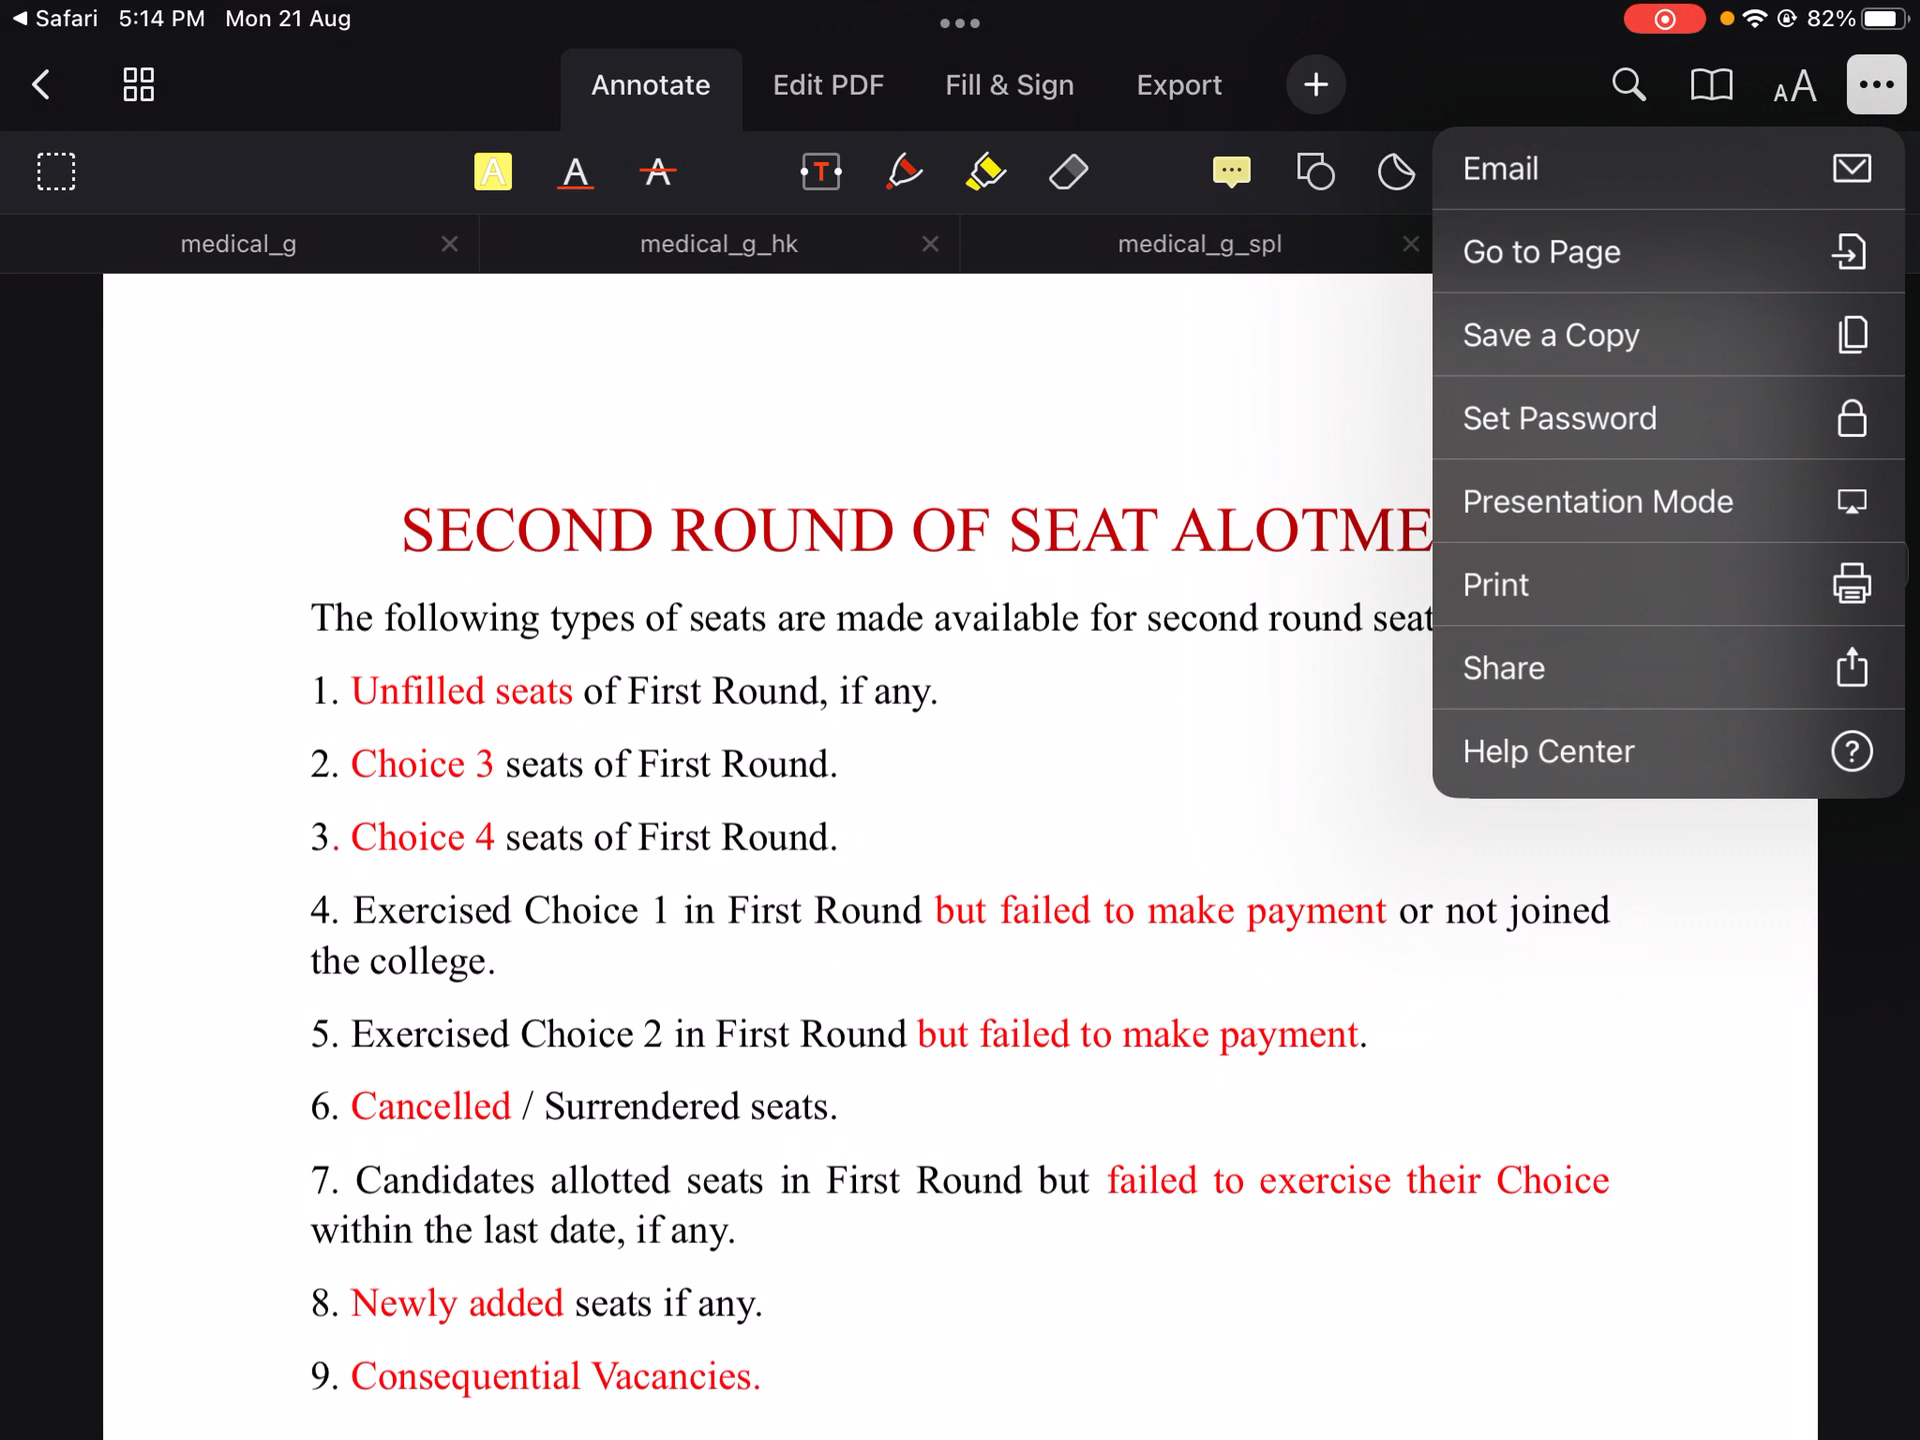 Safari 5:14 PM Mon 21 Aug 82%
Annotate Edit PDF Fill & Sign Export
medical_g medical_g_hk medical_g_spl
Email
Go to Page
Save a Copy
Set Password
Presentation Mode
Print
Share
Help Center
SECOND ROUND OF SEAT ALOTME
The following types of seats are made available for second round seat
1. Unfilled seats of First Round, if any.
2. Choice 3 seats of First Round.
3. Choice 4 seats of First Round.
4. Exercised Choice 1 in First Round but failed to make payment or not joined
the college.
5. Exercised Choice 2 in First Round but failed to make payment.
6. Cancelled / Surrendered seats.
7. Candidates allotted seats in First Round but failed to exercise their Choice
within the last date, if any.
8. Newly added seats if any.
9. Consequential Vacancies.